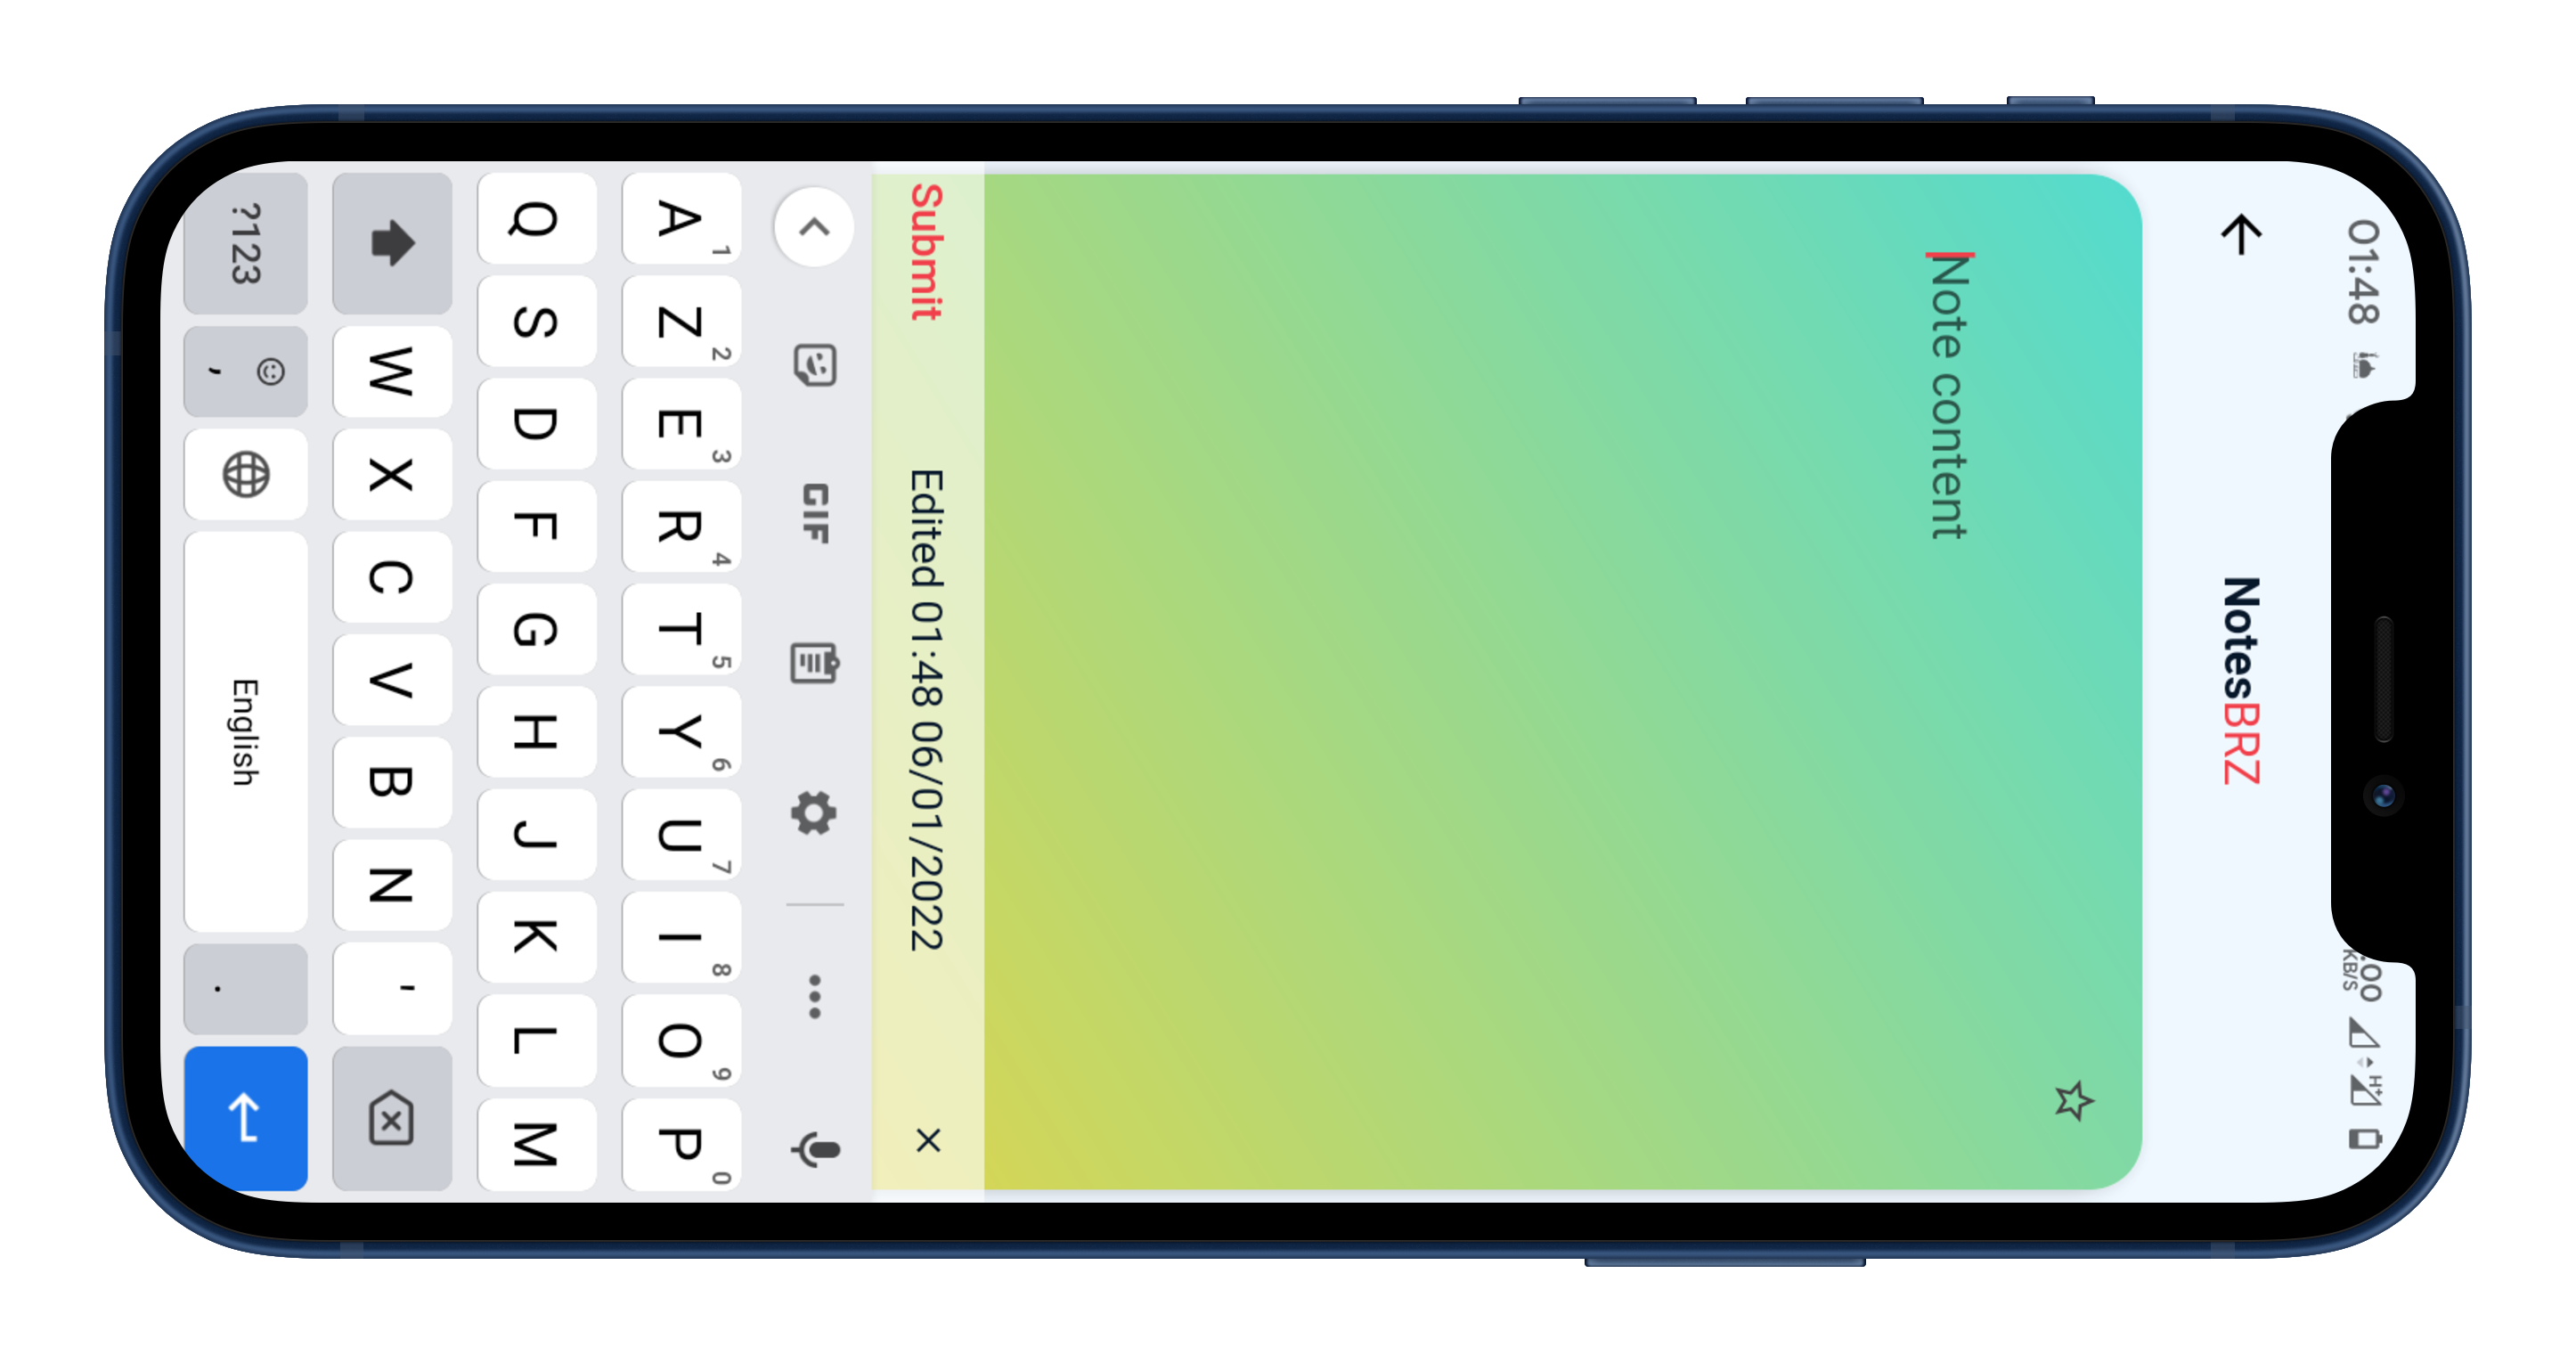 01:48
.00
KB/S
H+
NotesBRZ
Note content
Submit Edited 01:48 06/01/2022 ×
GIF
A 1 Z 2 E 3 R 4 T 5 Y 6 U 7 I 8 O 9 P 0
Q S D F G H J K L M
W X C V B N '
?123 , English .